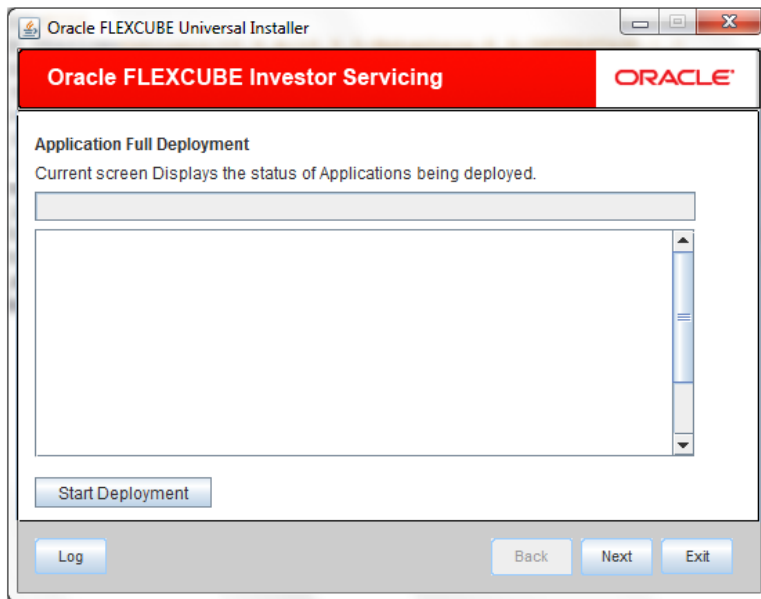 Oracle FLEXCUBE Universal Installer
Oracle FLEXCUBE Investor Servicing
ORACLE
Application Full Deployment
Current screen Displays the status of Applications being deployed.
Start Deployment
Log
Back
Next
Exit